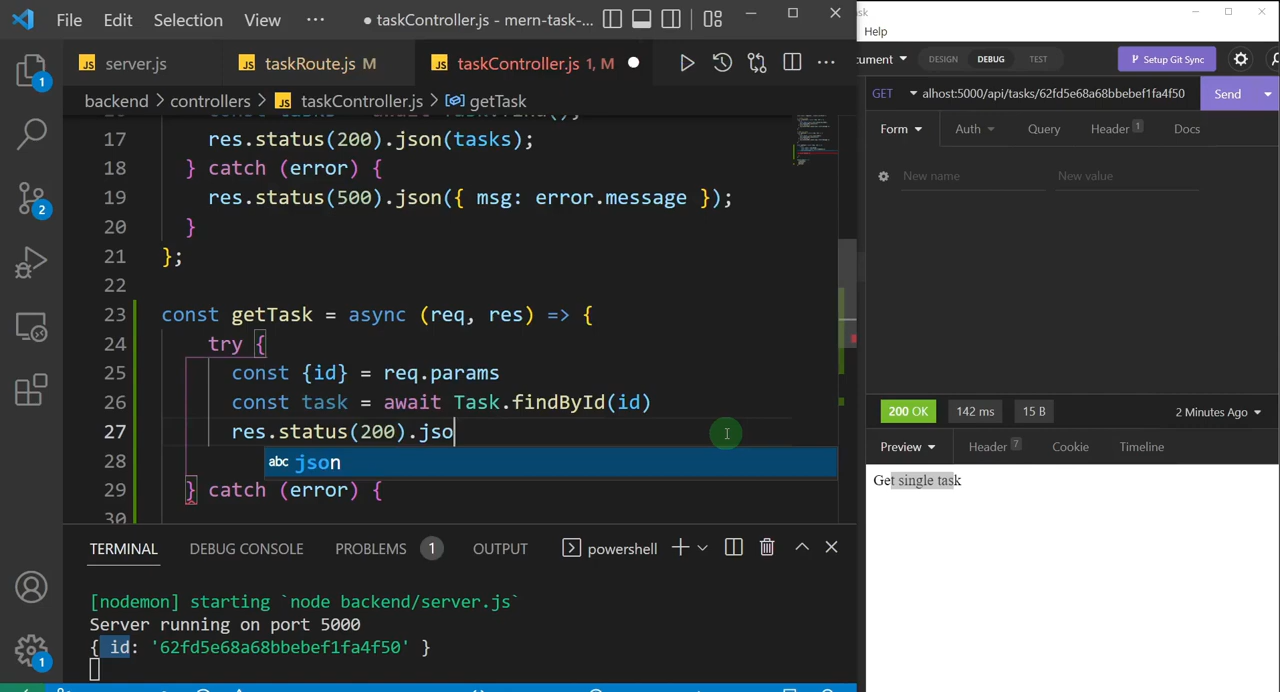 File Edit Selection View ··· ● taskController.js - mern-task-...
Help
server.js taskRoute.js M taskController.js 1, M ●
DESIGN DEBUG TEST Setup Git Sync
backend > controllers > JS taskController.js > getTask
GET alhost:5000/api/tasks/62fd5e68a68bbebef1fa4f50 Send
Form Auth Query Header 1 Docs
New name New value
17 res.status(200).json(tasks);
18 } catch (error) {
19 res.status(500).json({ msg: error.message });
20 }
21 };
22
23 const getTask = async (req, res) => {
24 try {
25 const {id} = req.params
26 const task = await Task.findById(id)
27 res.status(200).jso
abc json
28
29 } catch (error) {
30
200 OK 142 ms 15 B 2 Minutes Ago
Preview Header 7 Cookie Timeline
Get single task
TERMINAL DEBUG CONSOLE PROBLEMS 1 OUTPUT powershell
[nodemon] starting `node backend/server.js`
Server running on port 5000
{ id: '62fd5e68a68bbebef1fa4f50' }